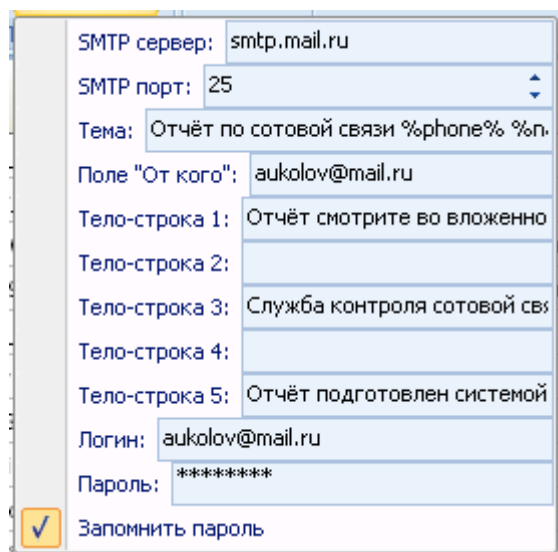 SMTP сервер: smtp.mail.ru
SMTP порт: 25
Тема: Отчёт по сотовой связи %phone% %n
Поле "От кого": aukolov@mail.ru
Тело-строка 1: Отчёт смотрите во вложенно
Тело-строка 2:
Тело-строка 3: Служба контроля сотовой свя
Тело-строка 4:
Тело-строка 5: Отчёт подготовлен системой
Логин: aukolov@mail.ru
Пароль: ********
Запомнить пароль